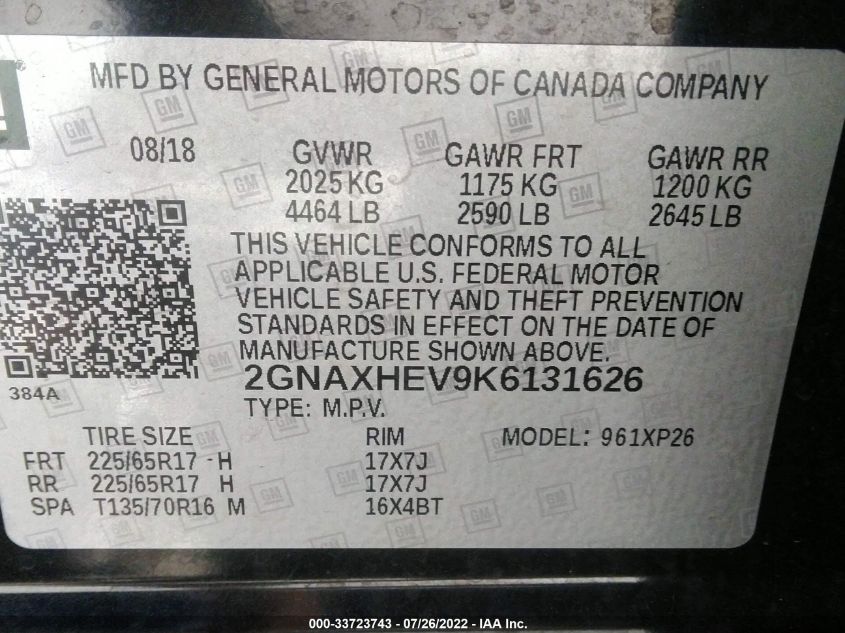 MFD BY GENERAL MOTORS OF CANADA COMPANY
08/18 GVWR GAWR FRT GAWR RR
2025 KG 1175 KG 1200 KG
4464 LB 2590 LB 2645 LB
THIS VEHICLE CONFORMS TO ALL
APPLICABLE U.S. FEDERAL MOTOR
VEHICLE SAFETY AND THEFT PREVENTION
STANDARDS IN EFFECT ON THE DATE OF
MANUFACTURE SHOWN ABOVE.
2GNAXHEV9K6131626
384A
TYPE: M.P.V.
TIRE SIZE RIM MODEL: 961XP26
FRT 225/65R17 H 17X7J
RR 225/65R17 H 17X7J
SPA T135/70R16 M 16X4BT
000-33723743 - 07/26/2022 - IAA Inc.